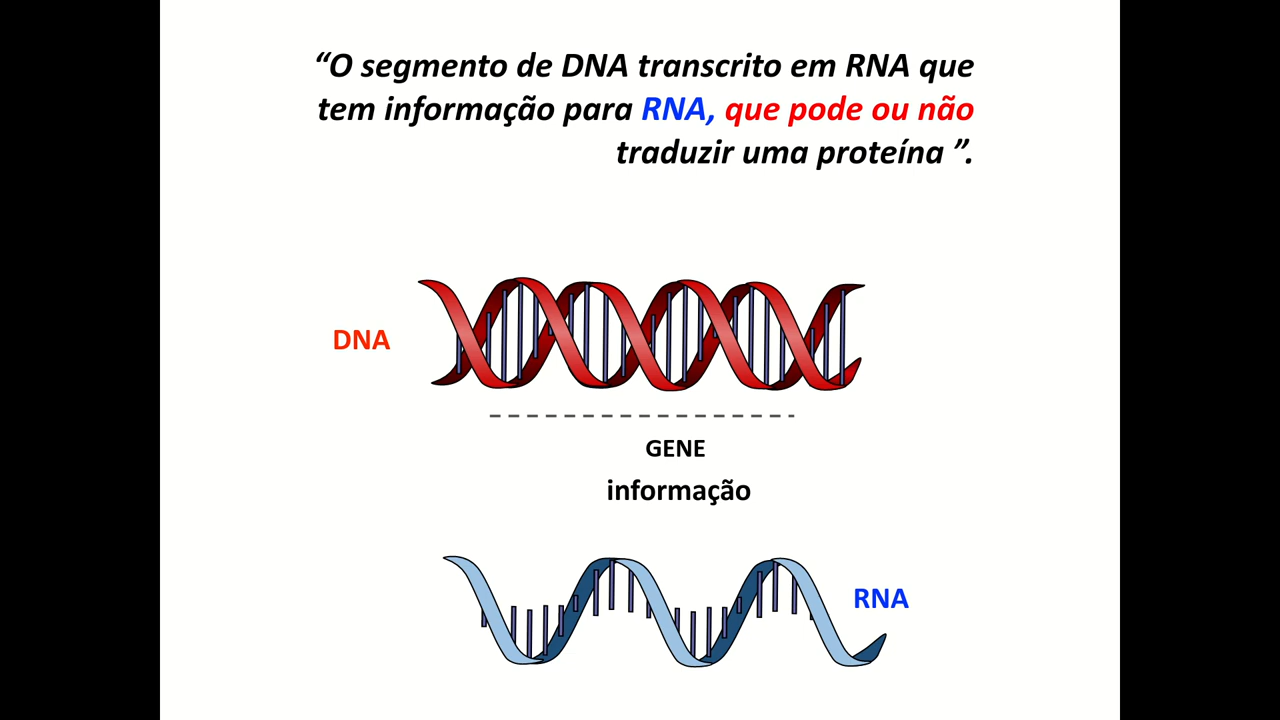 “O segmento de DNA transcrito em RNA que
tem informação para RNA, que pode ou não
traduzir uma proteína ”.
DNA
GENE
informação
RNA